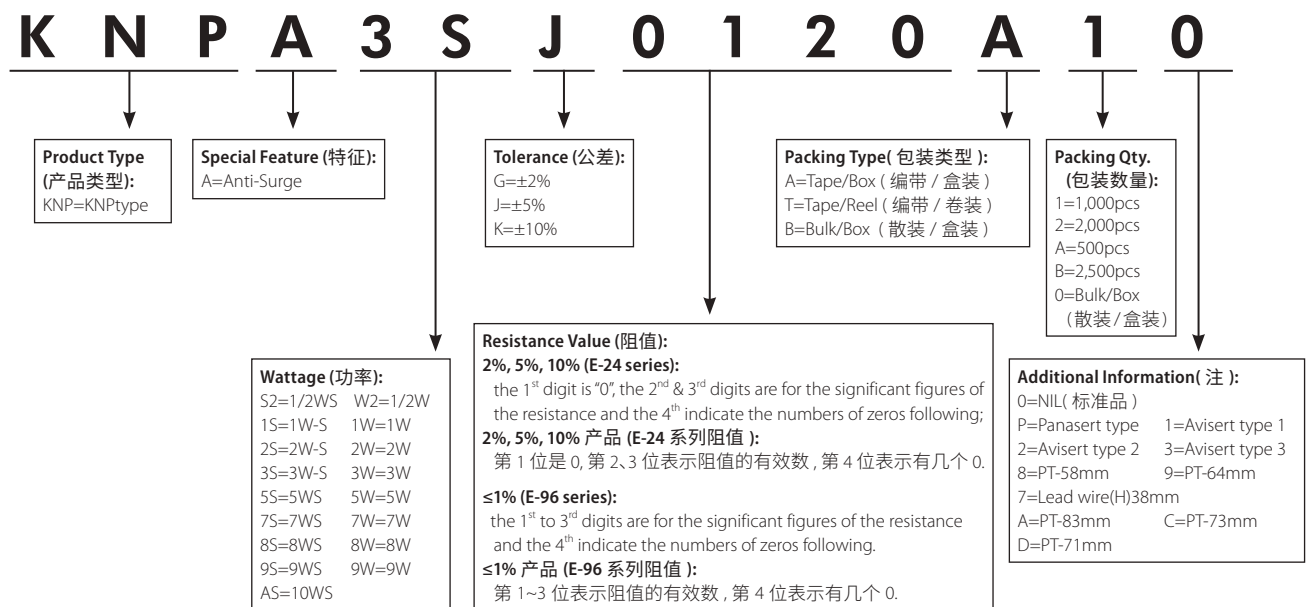 K N P A 3 S J 0 1 2 0 A 1 0
Product Type
(产品类型):
KNP=KNPtype
Special Feature (特征):
A=Anti-Surge
Tolerance (公差):
G=±2%
J=±5%
K=±10%
Packing Type( 包装类型 ):
A=Tape/Box ( 编带 / 盒装 )
T=Tape/Reel ( 编带 / 卷装 )
B=Bulk/Box ( 散装 / 盒装 )
Packing Qty.
(包装数量):
1=1,000pcs
2=2,000pcs
A=500pcs
B=2,500pcs
0=Bulk/Box
(散装/盒装)
Wattage (功率):
S2=1/2WS W2=1/2W
1S=1W-S 1W=1W
2S=2W-S 2W=2W
3S=3W-S 3W=3W
5S=5WS 5W=5W
7S=7WS 7W=7W
8S=8WS 8W=8W
9S=9WS 9W=9W
AS=10WS
Resistance Value (阻值):
2%, 5%, 10% (E-24 series):
the 1st digit is “0”, the 2nd & 3rd digits are for the significant figures of
the resistance and the 4th indicate the numbers of zeros following;
2%, 5%, 10% 产品 (E-24 系列阻值 ):
第 1 位是 0, 第 2、3 位表示阻值的有效数 , 第 4 位表示有几个 0.
≤1% (E-96 series):
the 1st to 3rd digits are for the significant figures of the resistance
and the 4th indicate the numbers of zeros following.
≤1% 产品 (E-96 系列阻值 ):
第 1~3 位表示阻值的有效数 , 第 4 位表示有几个 0.
Additional Information( 注 ):
0=NIL( 标准品 )
P=Panasert type 1=Avisert type 1
2=Avisert type 2 3=Avisert type 3
8=PT-58mm 9=PT-64mm
7=Lead wire(H)38mm
A=PT-83mm C=PT-73mm
D=PT-71mm